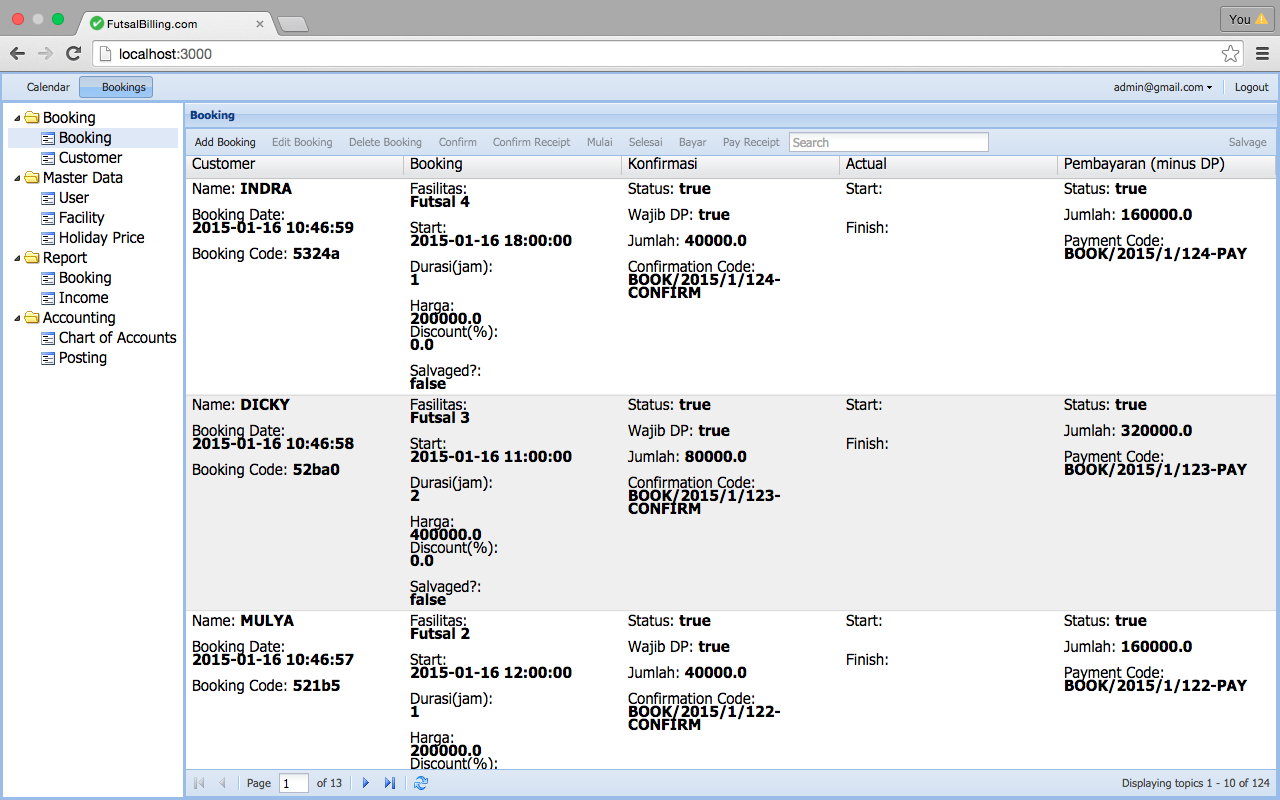 FutsalBilling.com
You
localhost:3000
Calendar
Bookings
admin@gmail.com
Logout
Booking
Booking
Customer
Master Data
User
Facility
Holiday Price
Report
Booking
Income
Accounting
Chart of Accounts
Posting
Booking
Add Booking Edit Booking Delete Booking Confirm Confirm Receipt Mulai Selesai Bayar Pay Receipt Search Salvage
Customer Booking Konfirmasi Actual Pembayaran (minus DP)
Name: INDRA
Booking Date:
2015-01-16 10:46:59
Booking Code: 5324a
Fasilitas:
Futsal 4
Start:
2015-01-16 18:00:00
Durasi(jam):
1
Harga:
200000.0
Discount(%):
0.0
Salvaged?:
false
Status: true
Wajib DP: true
Jumlah: 40000.0
Confirmation Code:
BOOK/2015/1/124-
CONFIRM
Start:
Finish:
Status: true
Jumlah: 160000.0
Payment Code:
BOOK/2015/1/124-PAY
Name: DICKY
Booking Date:
2015-01-16 10:46:58
Booking Code: 52ba0
Fasilitas:
Futsal 3
Start:
2015-01-16 11:00:00
Durasi(jam):
2
Harga:
400000.0
Discount(%):
0.0
Salvaged?:
false
Status: true
Wajib DP: true
Jumlah: 80000.0
Confirmation Code:
BOOK/2015/1/123-
CONFIRM
Start:
Finish:
Status: true
Jumlah: 320000.0
Payment Code:
BOOK/2015/1/123-PAY
Name: MULYA
Booking Date:
2015-01-16 10:46:57
Booking Code: 521b5
Fasilitas:
Futsal 2
Start:
2015-01-16 12:00:00
Durasi(jam):
1
Harga:
200000.0
Discount(%):
Status: true
Wajib DP: true
Jumlah: 40000.0
Confirmation Code:
BOOK/2015/1/122-
CONFIRM
Start:
Finish:
Status: true
Jumlah: 160000.0
Payment Code:
BOOK/2015/1/122-PAY
Page 1 of 13
Displaying topics 1 - 10 of 124